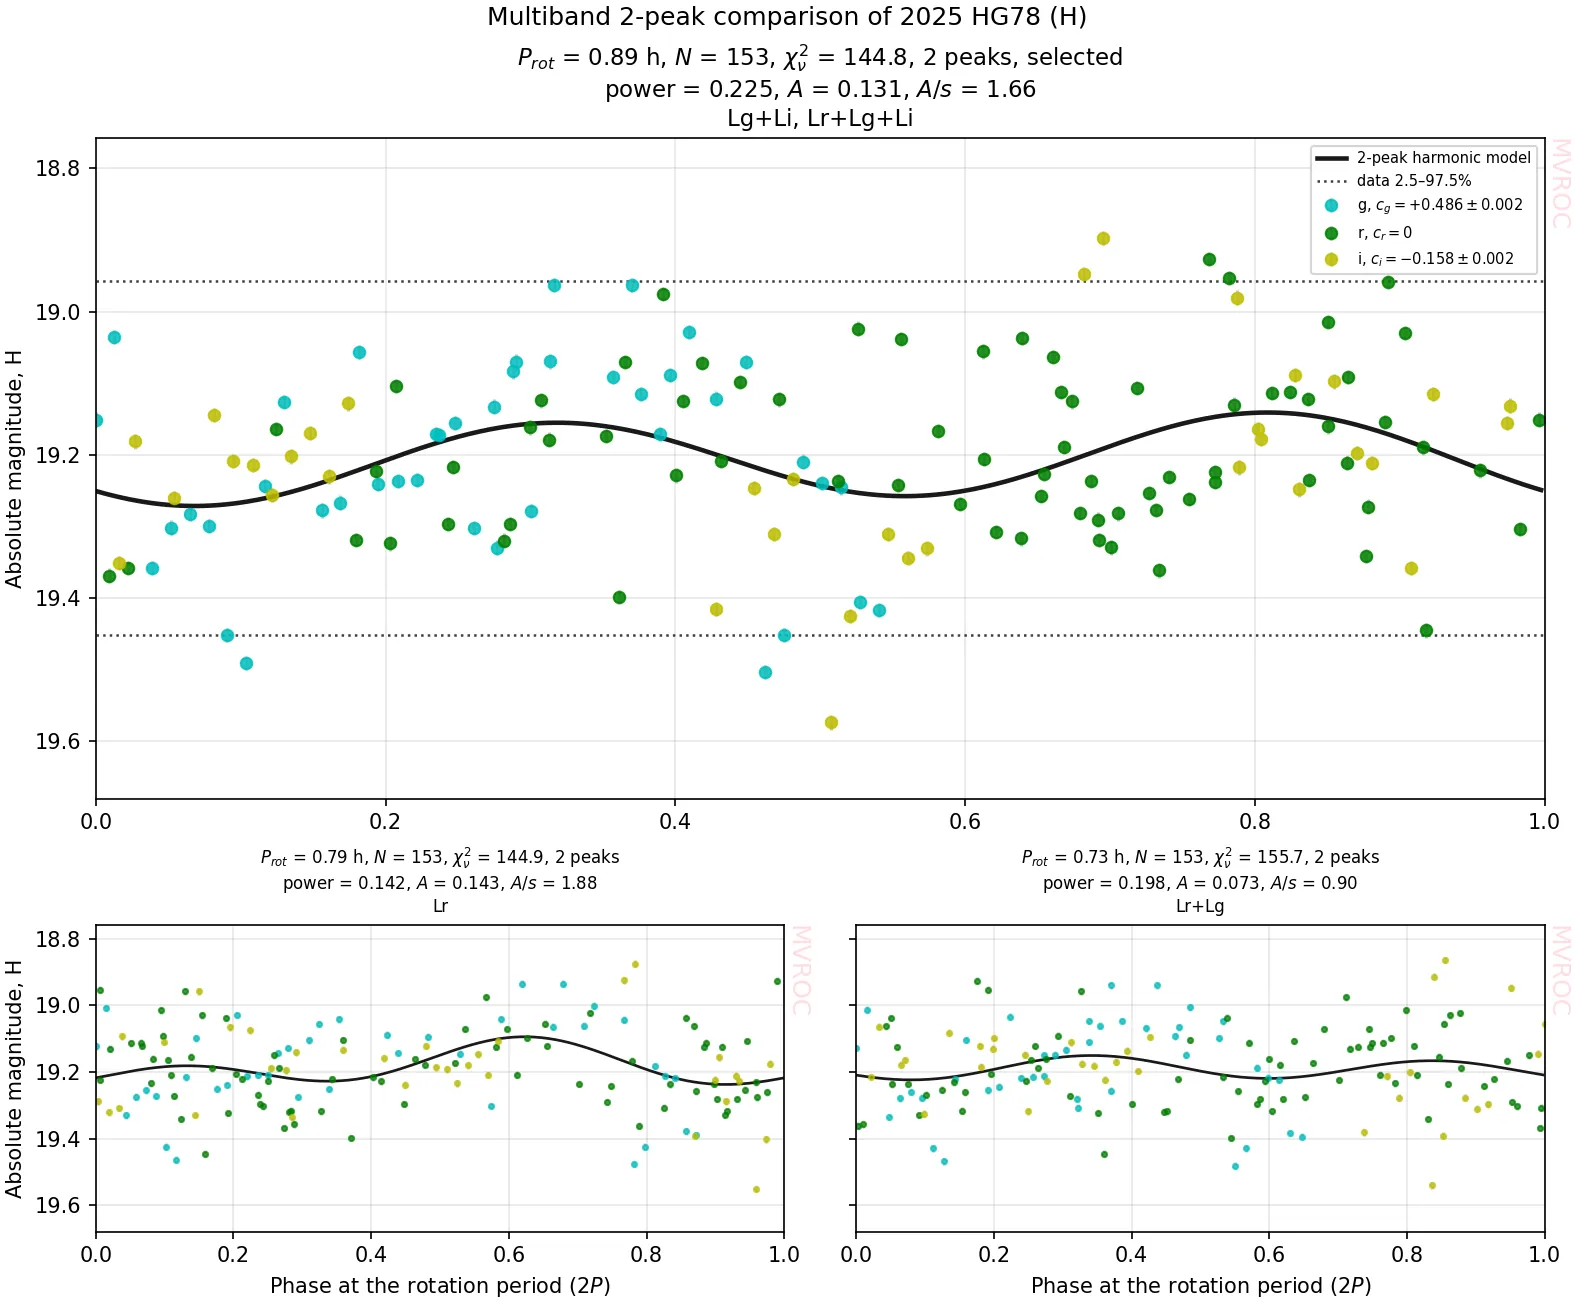 Multiband 2-peak comparison of 2025 HG78 (H)
P_rot = 0.89 h, N = 153, χ²_ν = 144.8, 2 peaks, selected
power = 0.225, A = 0.131, A/s = 1.66
Lg+Li, Lr+Lg+Li
2-peak harmonic model
data 2.5–97.5%
g, c_g = +0.486 ± 0.002
r, c_r = 0
i, c_i = −0.158 ± 0.002
MVROC
Absolute magnitude, H
18.8
19.0
19.2
19.4
19.6
0.0 0.2 0.4 0.6 0.8 1.0
P_rot = 0.79 h, N = 153, χ²_ν = 144.9, 2 peaks
power = 0.142, A = 0.143, A/s = 1.88
Lr
MVROC
Absolute magnitude, H
18.8
19.0
19.2
19.4
19.6
0.0 0.2 0.4 0.6 0.8 1.0
Phase at the rotation period (2P)
P_rot = 0.73 h, N = 153, χ²_ν = 155.7, 2 peaks
power = 0.198, A = 0.073, A/s = 0.90
Lr+Lg
MVROC
0.0 0.2 0.4 0.6 0.8 1.0
Phase at the rotation period (2P)